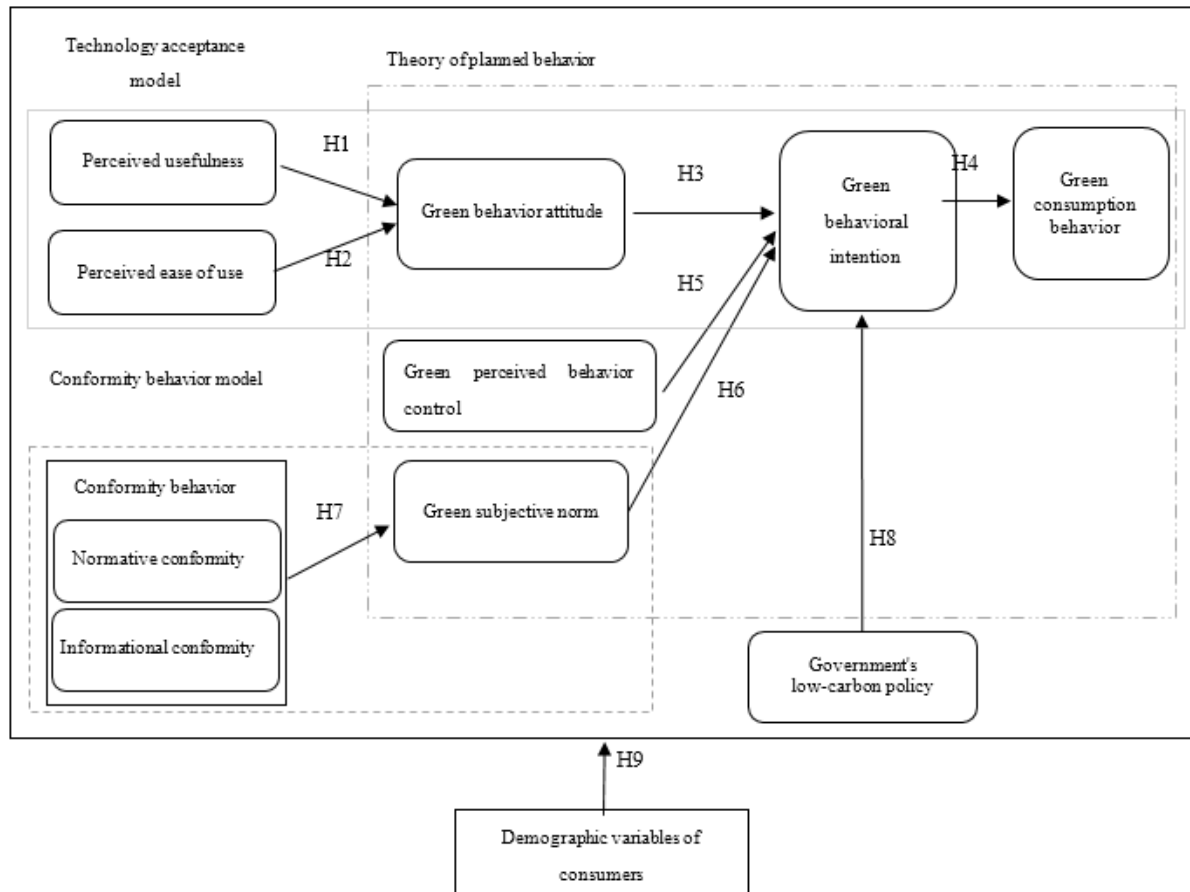 Technology acceptance
model
Theory of planned behavior
Perceived usefulness
H1
Green behavior attitude
H3
Green
behavioral
intention
H4
Green
consumption
behavior
Perceived ease of use
H2
H5
Conformity behavior model
Green perceived behavior
control
H6
Conformity behavior
Normative conformity
Informational conformity
H7
Green subjective norm
H8
Government's
low-carbon policy
H9
Demographic variables of
consumers